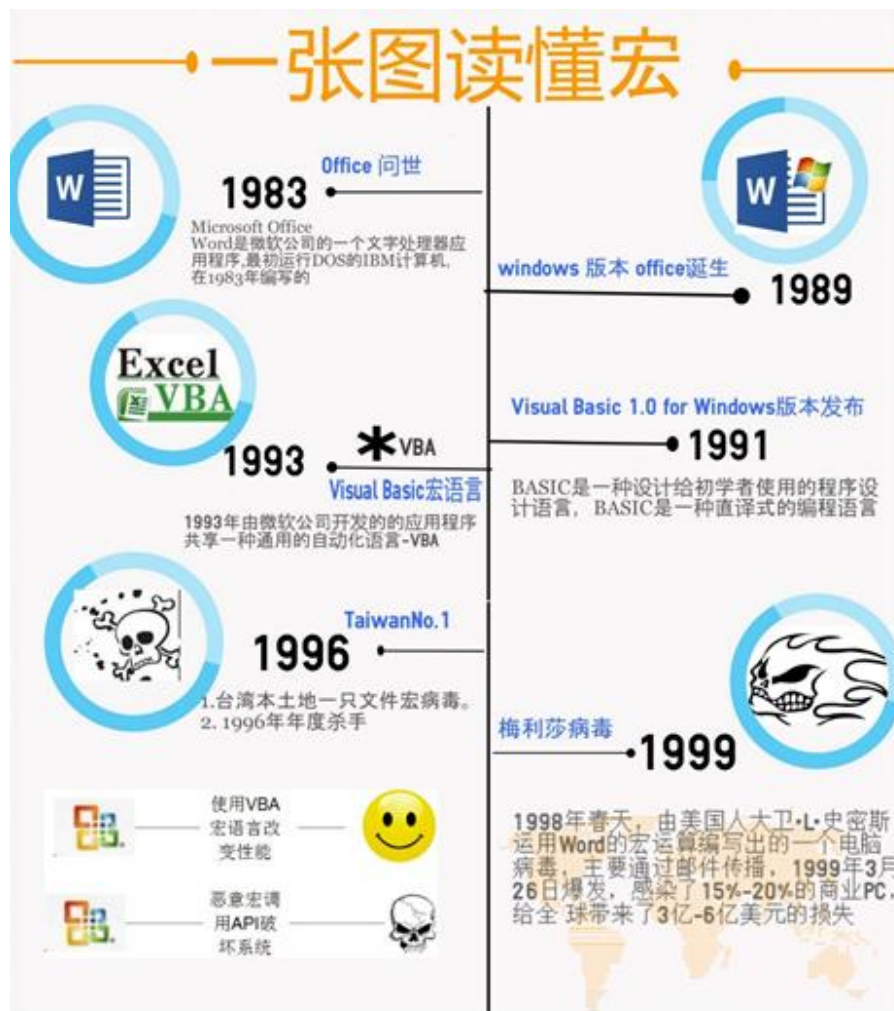 一张图读懂宏
Office 问世
1983
Microsoft Office
Word是微软公司的一个文字处理器应
用程序,最初运行DOS的IBM计算机,
在1983年编写的
W
W
windows 版本 office诞生
1989
Excel
VBA
Visual Basic 1.0 for Windows版本发布
1991
BASIC是一种设计给初学者使用的程序设
计语言, BASIC是一种直译式的编程语言
1993
*VBA
Visual Basic宏语言
1993年由微软公司开发的的应用程序
共享一种通用的自动化语言-VBA
TaiwanNo.1
1996
1.台湾本土地一只文件宏病毒。
2. 1996年年度杀手
梅利莎病毒
1999
1998年春天, 由美国人大卫·L·史密斯
运用Word的宏运算编写出的一个电脑
病毒, 主要通过邮件传播, 1999年3月
26日爆发, 感染了15%-20%的商业PC,
给全 球带来了3亿-6亿美元的损失
使用VBA
宏语言改
变性能
恶意宏调
用API破
坏系统